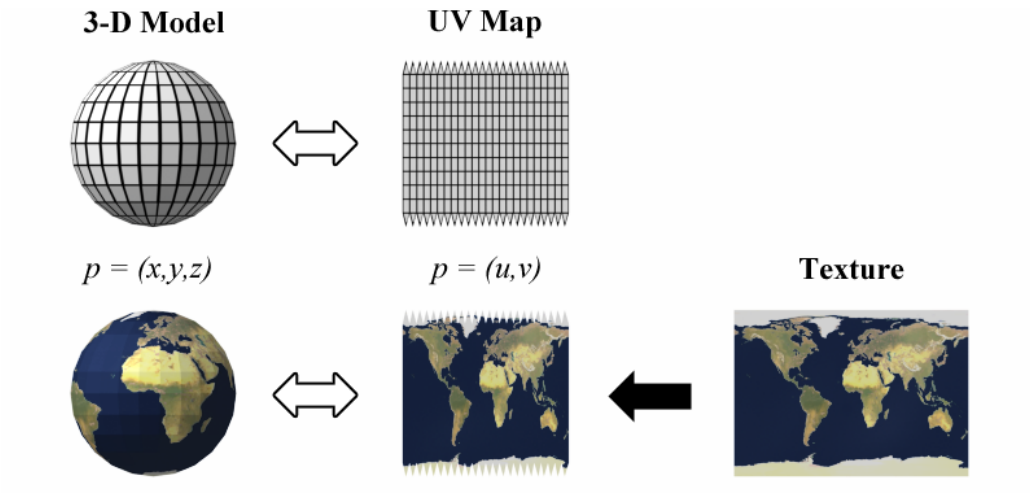 3-D Model
UV Map
p = (x,y,z)
p = (u,v)
Texture